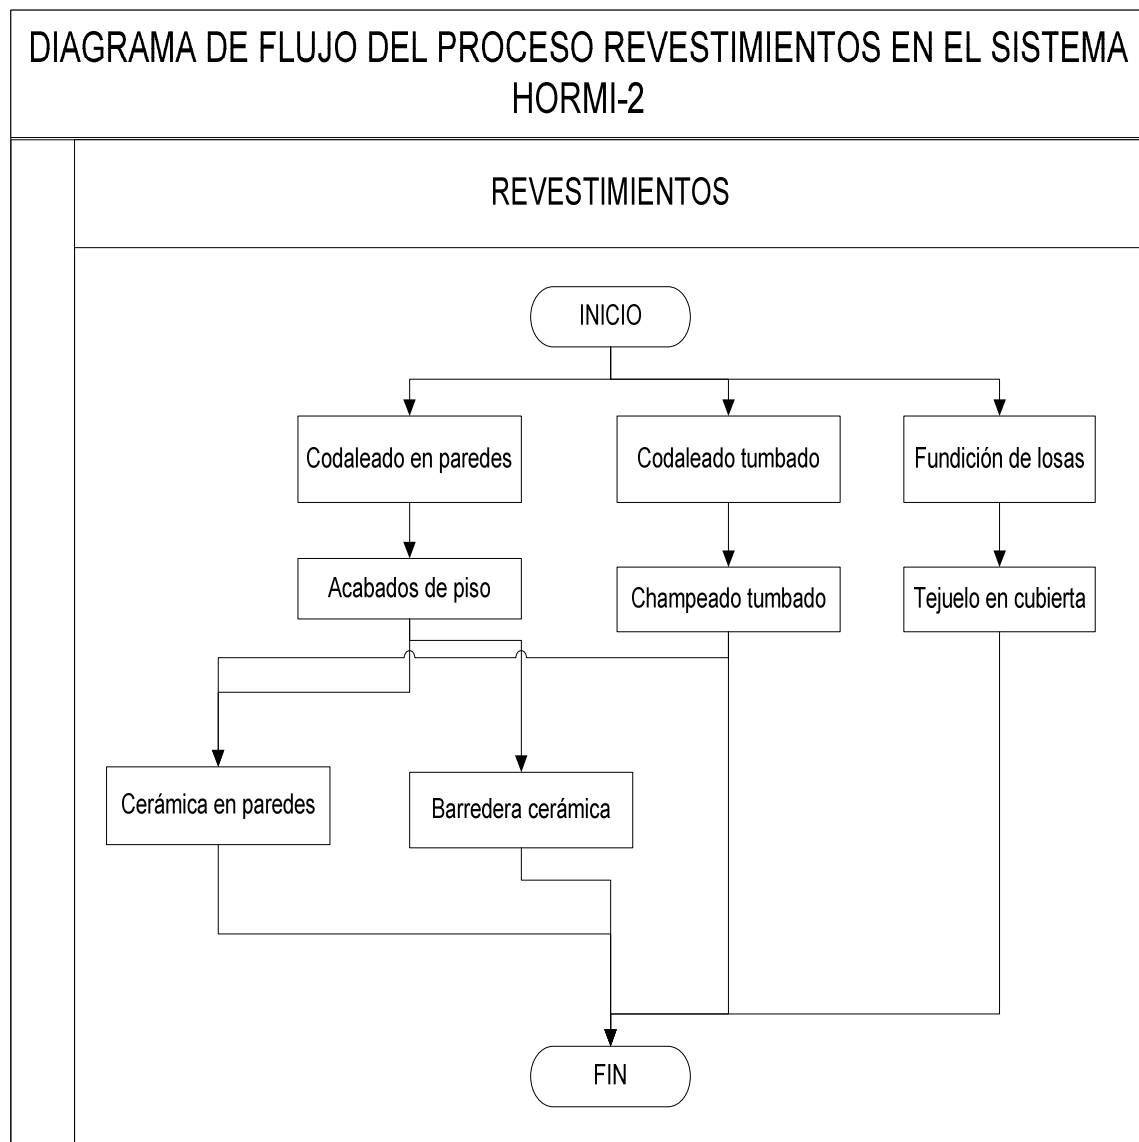 DIAGRAMA DE FLUJO DEL PROCESO REVESTIMIENTOS EN EL SISTEMA
HORMI-2
REVESTIMIENTOS
INICIO
Codaleado en paredes
Codaleado tumbado
Fundición de losas
Acabados de piso
Champeado tumbado
Tejuelo en cubierta
Cerámica en paredes
Barredera cerámica
FIN